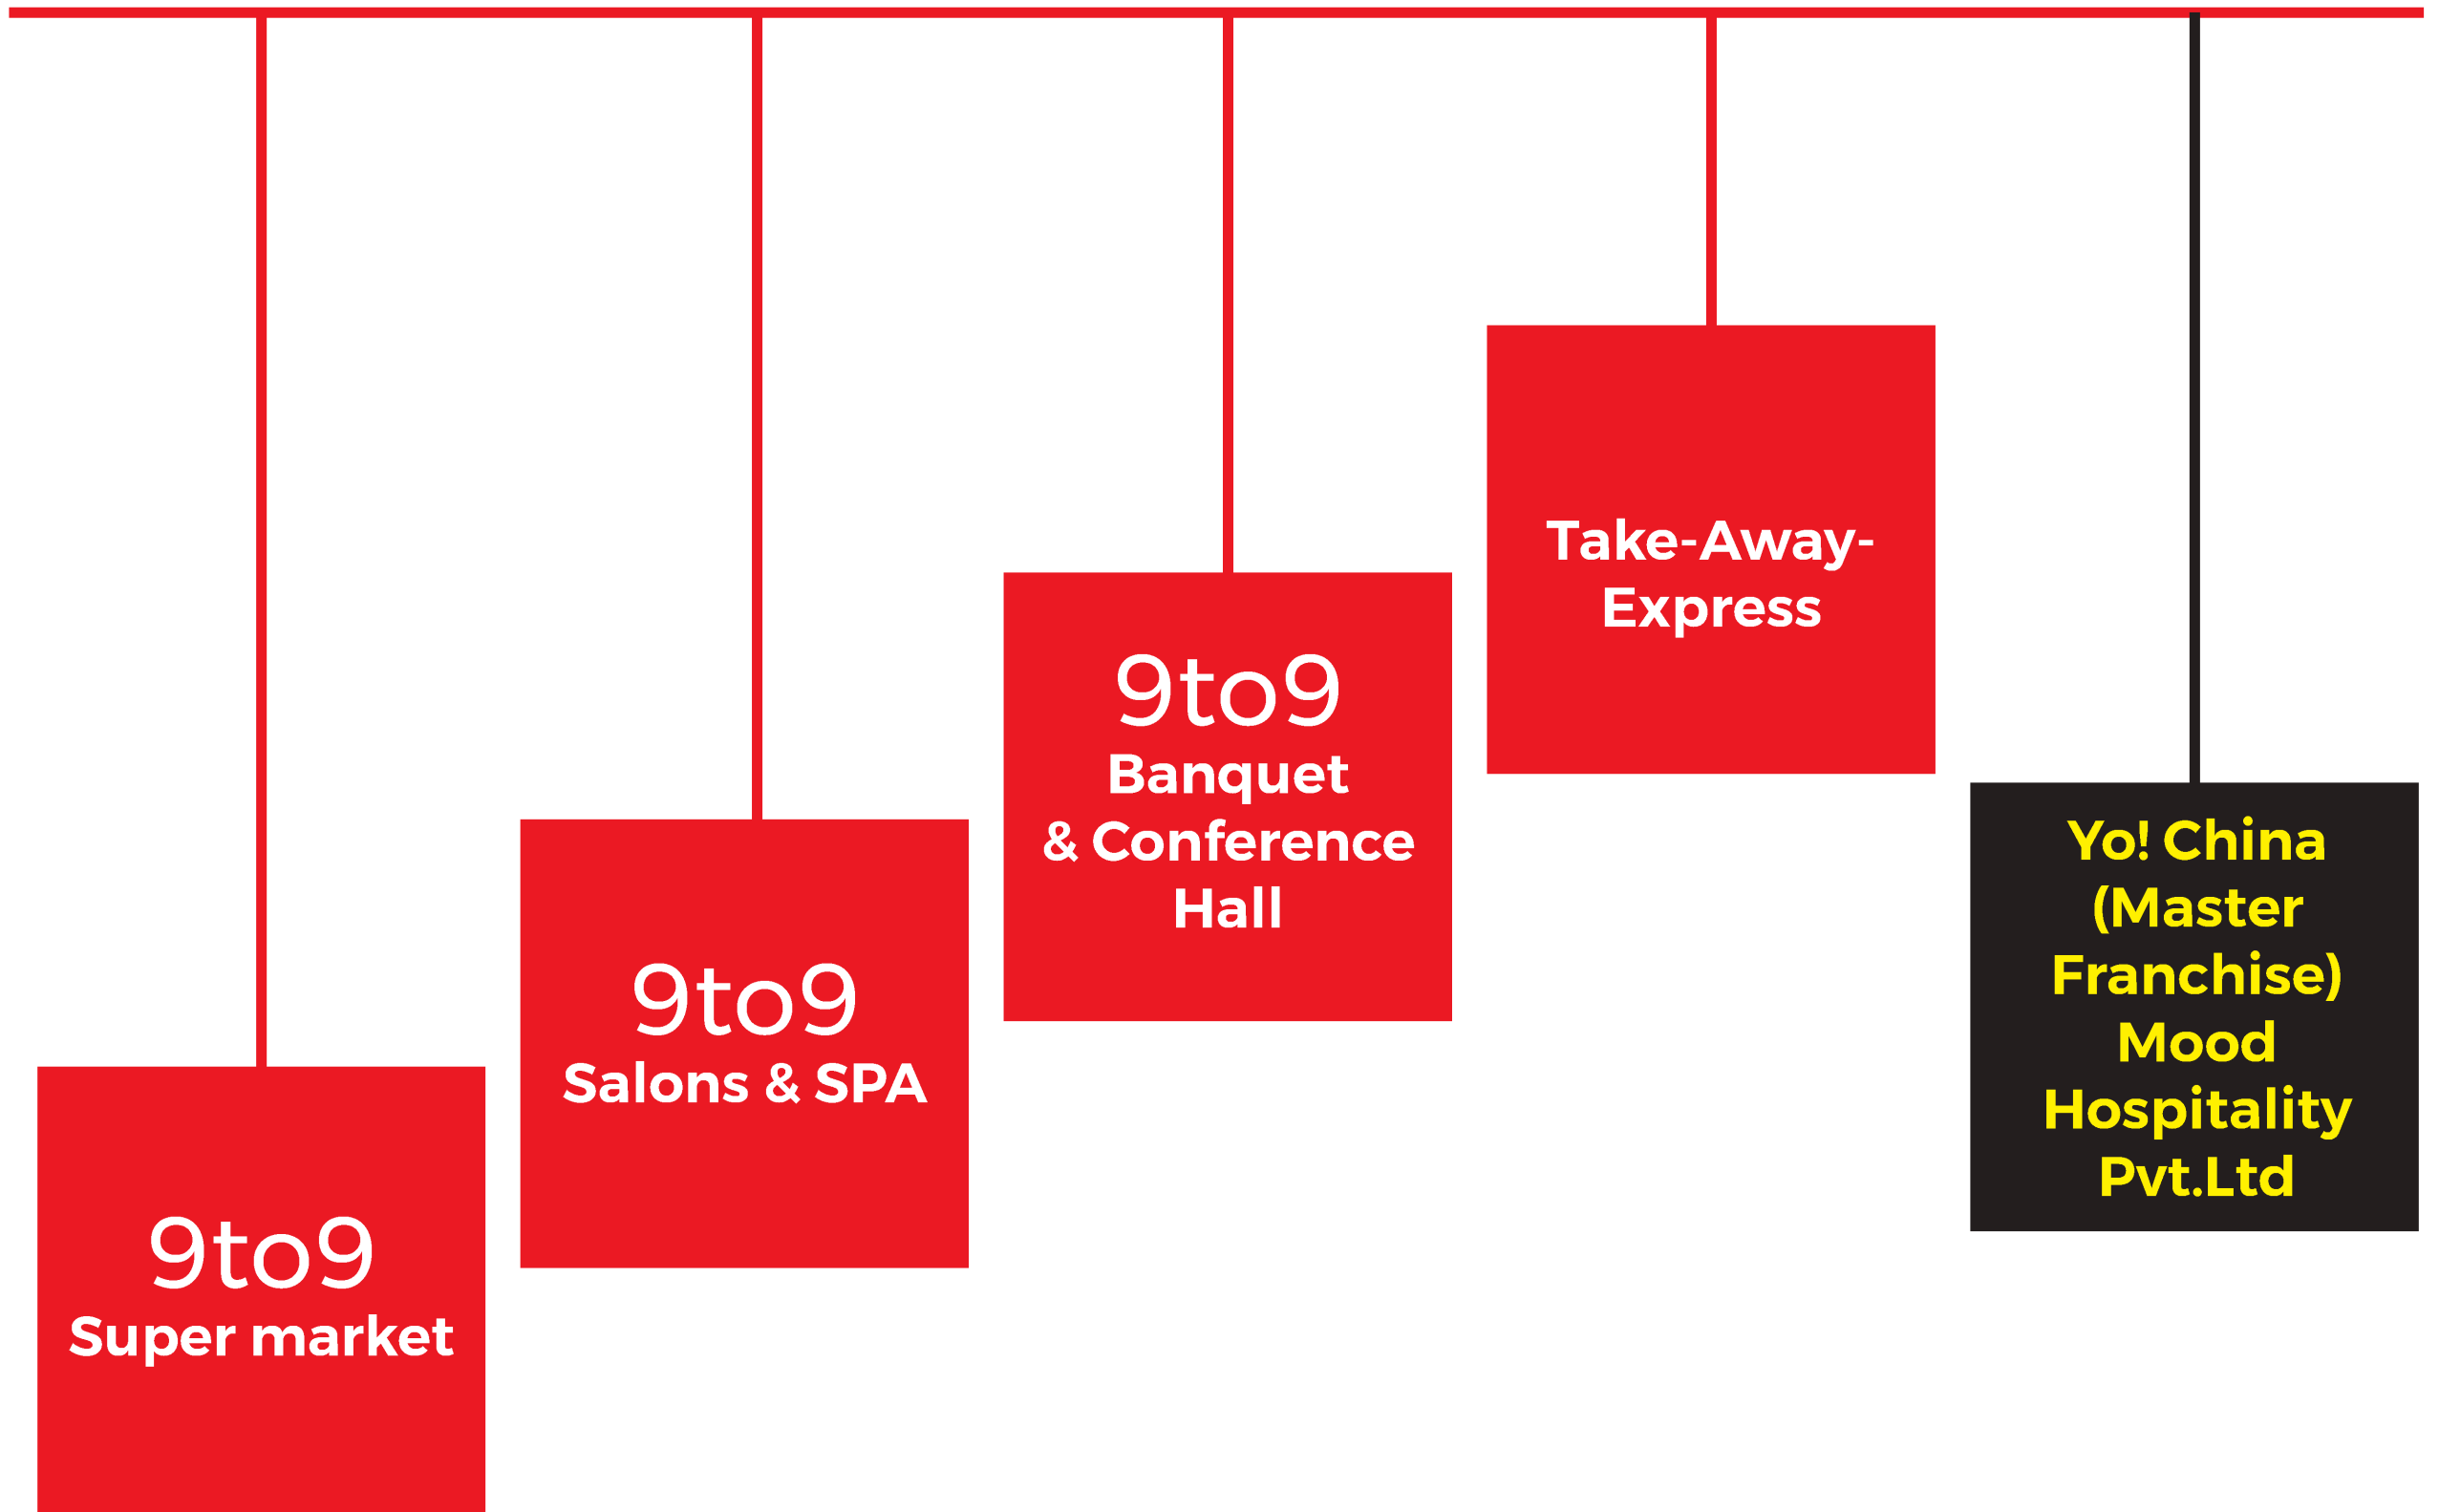 9to9
Super market
9to9
Salons & SPA
9to9
Banquet
& Conference
Hall
Take-Away-
Express
Yo! China
(Master
Franchise)
Mood
Hospitality
Pvt.Ltd